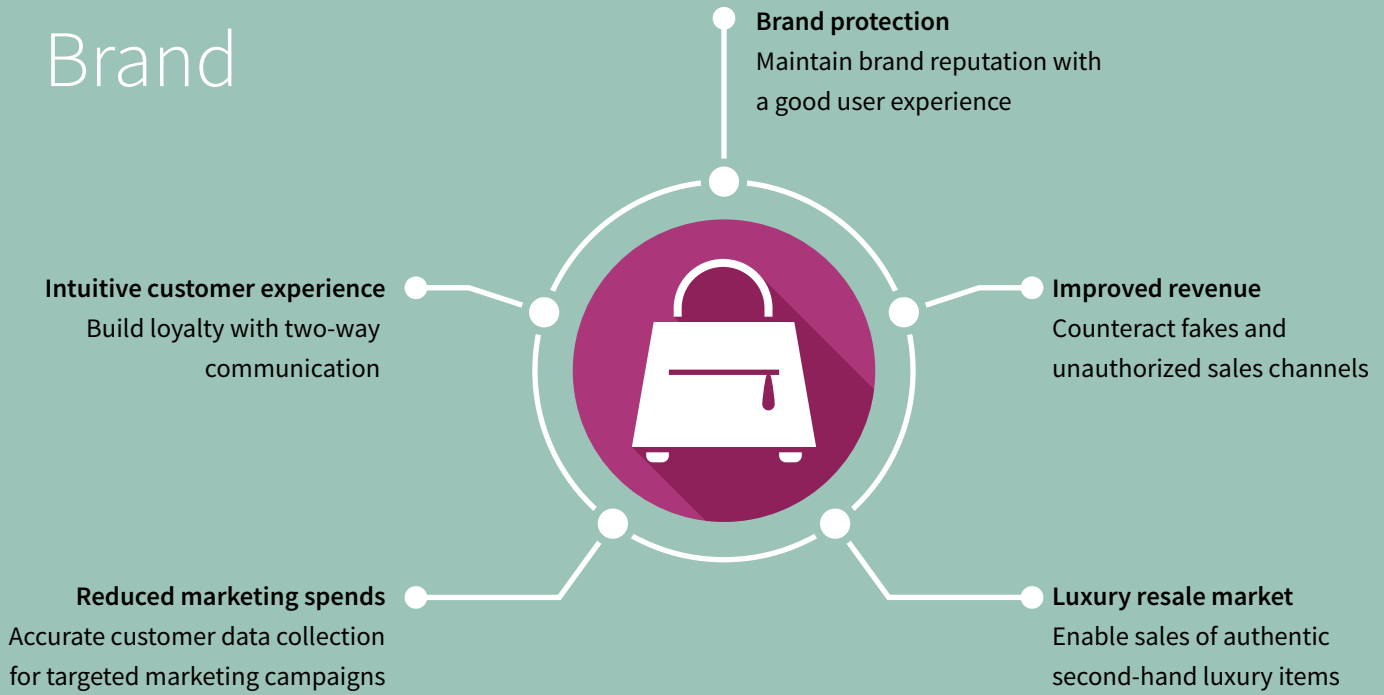 Brand
Brand protection
Maintain brand reputation with
a good user experience
Intuitive customer experience
Build loyalty with two-way
communication
Improved revenue
Counteract fakes and
unauthorized sales channels
Reduced marketing spends
Accurate customer data collection
for targeted marketing campaigns
Luxury resale market
Enable sales of authentic
second-hand luxury items